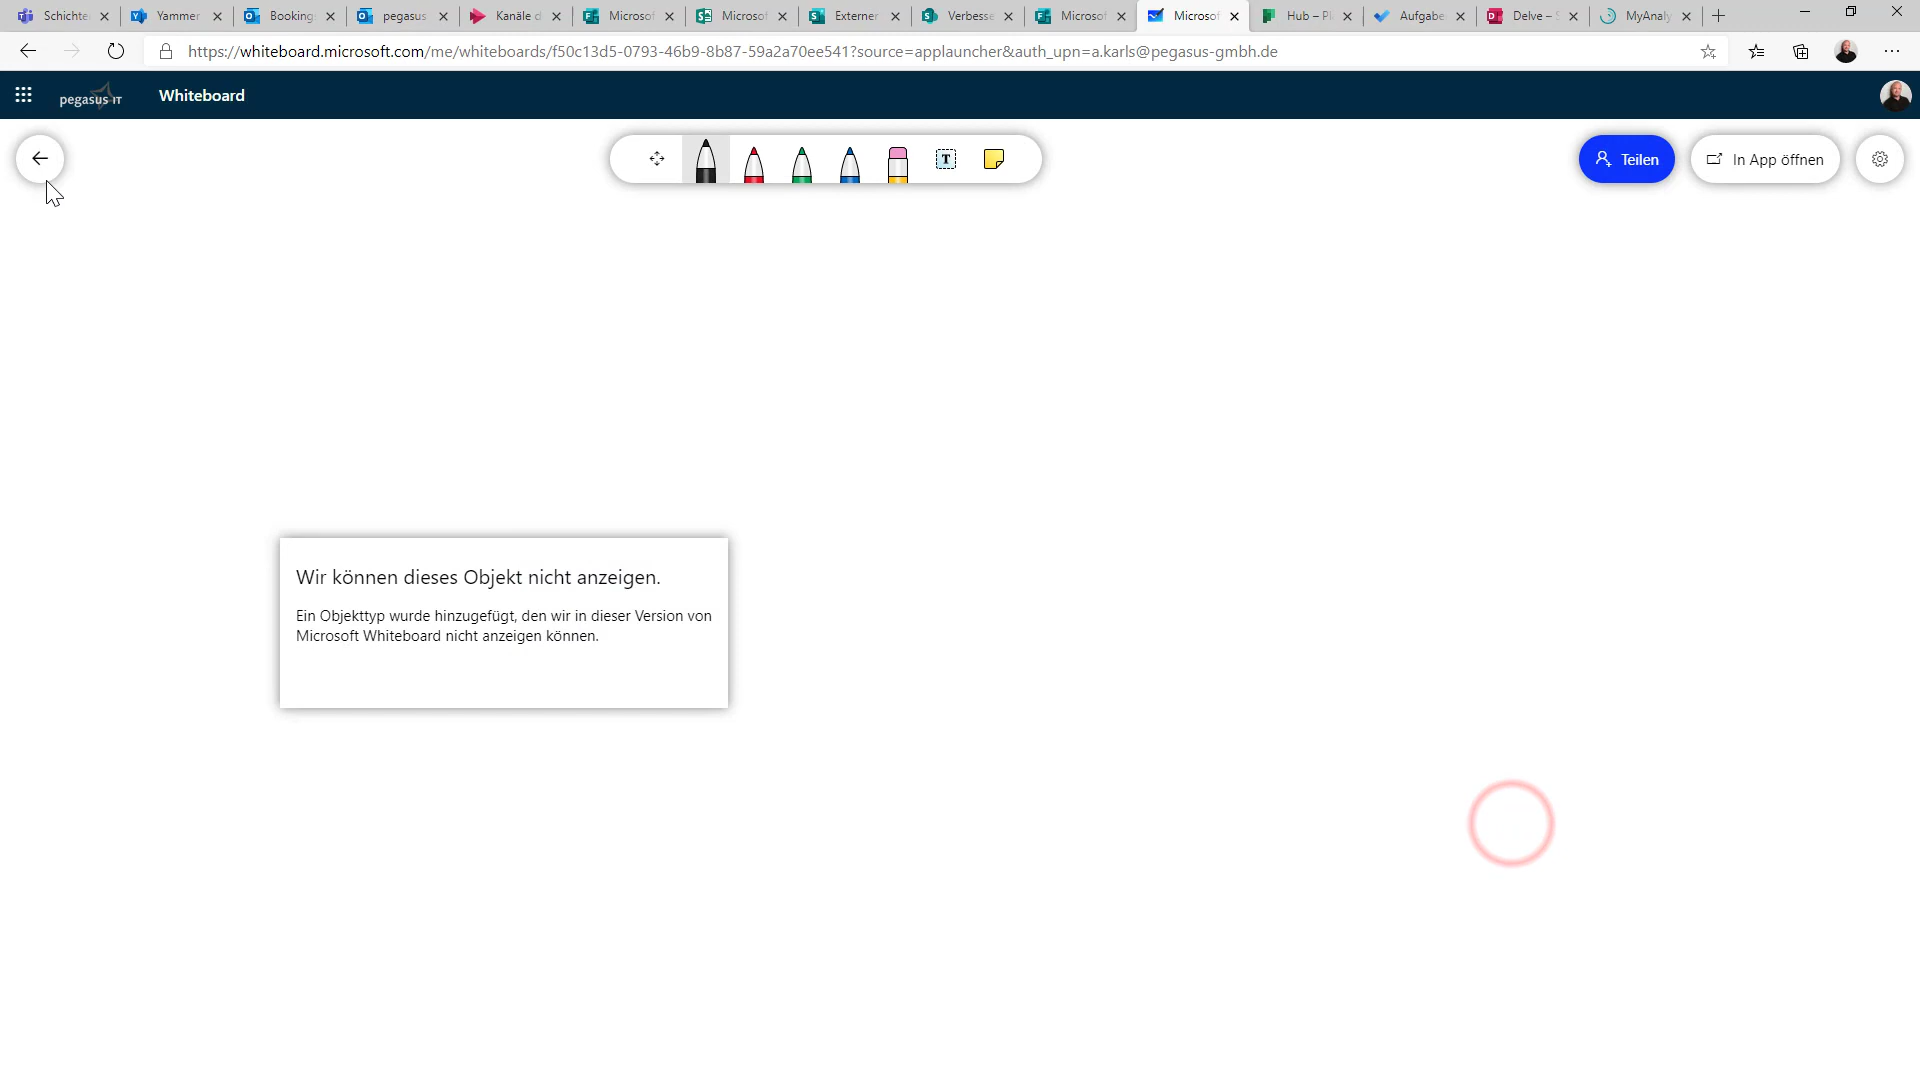 Schichte
Yammer
Booking
pegasus
Kanäle d
Microsof
Microsof
Externer
Verbesse
Microsof
Microsof
Hub – Pl
Aufgabe
Delve – S
MyAnaly
https://whiteboard.microsoft.com/me/whiteboards/f50c13d5-0793-46b9-8b87-59a2a70ee541?source=applauncher&auth_upn=a.karls@pegasus-gmbh.de
pegasus IT
Whiteboard
T
Teilen
In App öffnen
Wir können dieses Objekt nicht anzeigen.
Ein Objekttyp wurde hinzugefügt, den wir in dieser Version von
Microsoft Whiteboard nicht anzeigen können.